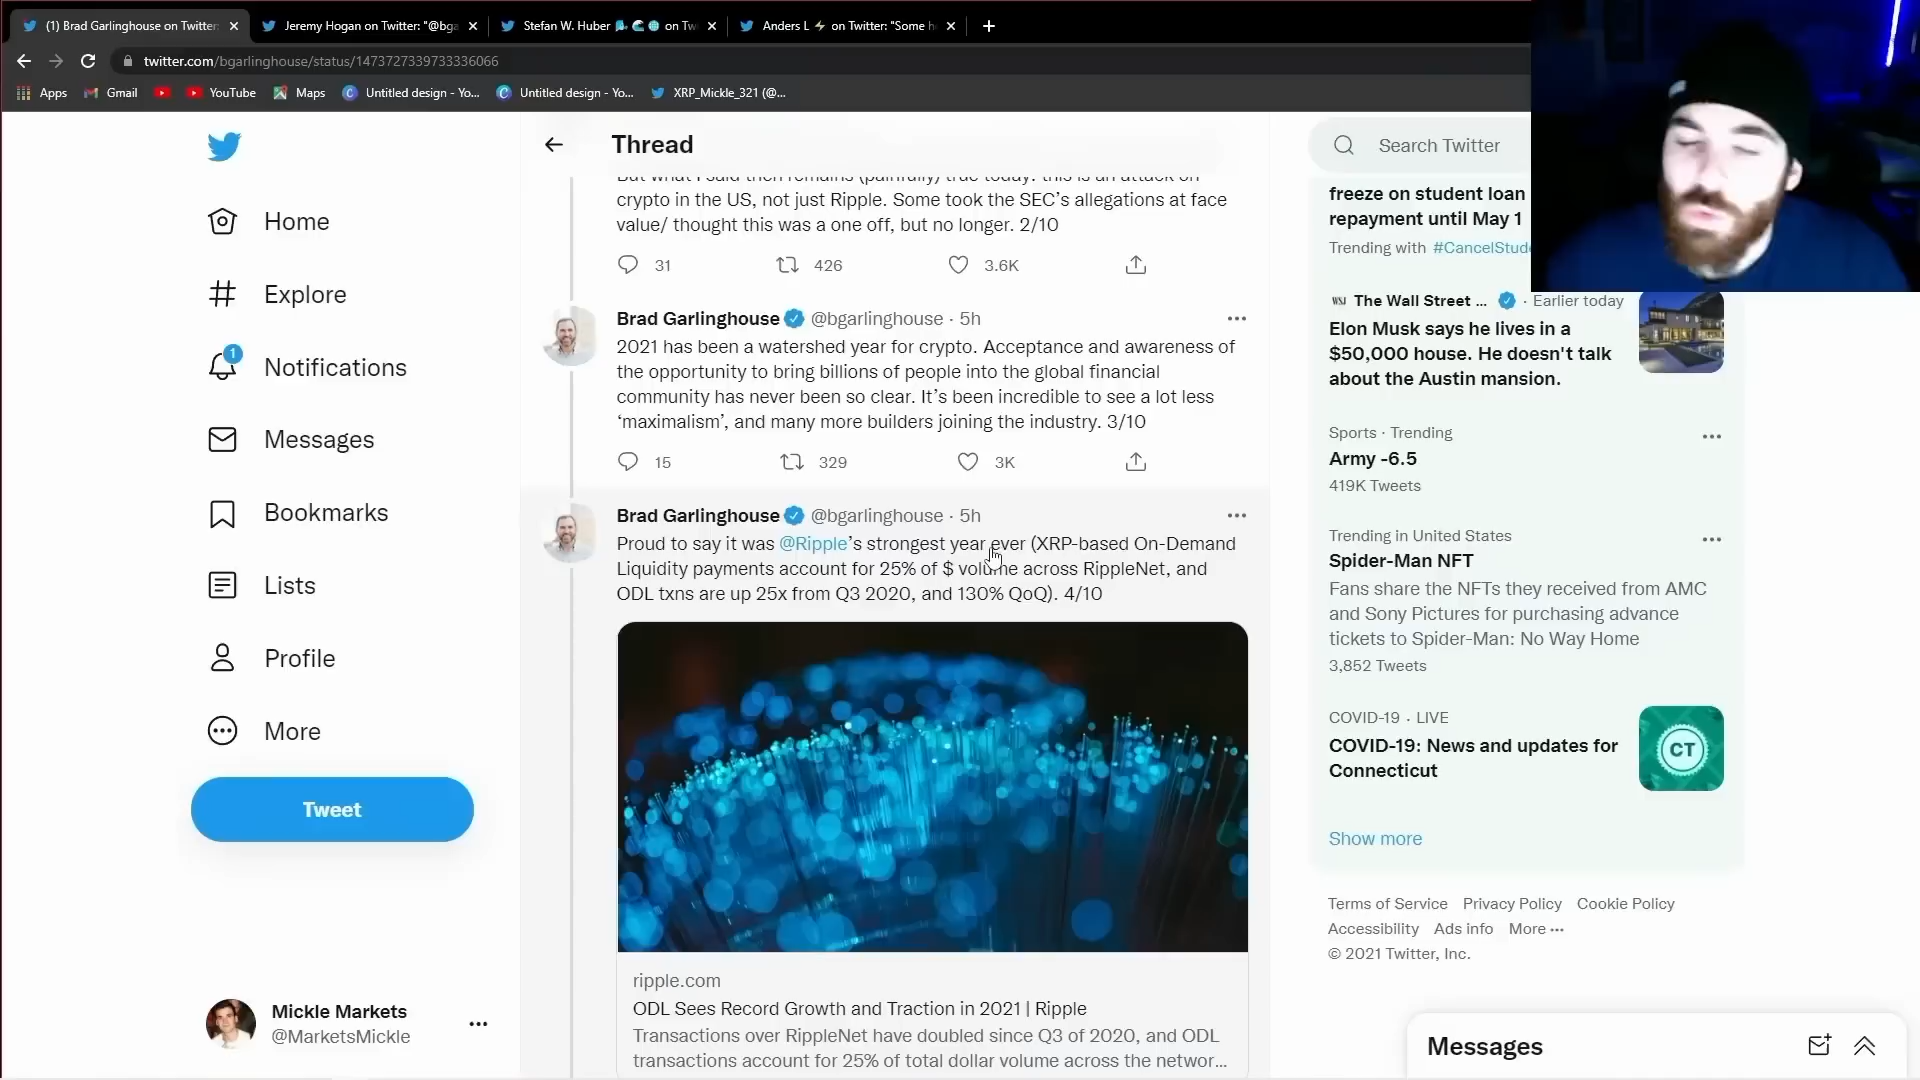 (1) Brad Garlinghouse on Twitter:
Jeremy Hogan on Twitter: "@bga
Stefan W. Huber on Tw
Anders L ⚡ on Twitter: "Some h
twitter.com/bgarlinghouse/status/1473727339733336066
Apps
Gmail
YouTube
Maps
Untitled design - Yo...
Untitled design - Yo...
XRP_Mickle_321 (@...
Home
Explore
1
Notifications
Messages
Bookmarks
Lists
Profile
More
Tweet
Mickle Markets
@MarketsMickle
Thread
But what I said then remains (painfully) true today: this is an attack on
crypto in the US, not just Ripple. Some took the SEC's allegations at face
value/ thought this was a one off, but no longer. 2/10
31
426
3.6K
Brad Garlinghouse @bgarlinghouse · 5h
2021 has been a watershed year for crypto. Acceptance and awareness of
the opportunity to bring billions of people into the global financial
community has never been so clear. It's been incredible to see a lot less
‘maximalism’, and many more builders joining the industry. 3/10
15
329
3K
Brad Garlinghouse @bgarlinghouse · 5h
Proud to say it was @Ripple's strongest year ever (XRP-based On-Demand
Liquidity payments account for 25% of $ volume across RippleNet, and
ODL txns are up 25x from Q3 2020, and 130% QoQ). 4/10
ripple.com
ODL Sees Record Growth and Traction in 2021 | Ripple
Transactions over RippleNet have doubled since Q3 of 2020, and ODL
transactions account for 25% of total dollar volume across the networ...
Search Twitter
freeze on student loan
repayment until May 1
Trending with #CancelStude
WSJ The Wall Street ... · Earlier today
Elon Musk says he lives in a
$50,000 house. He doesn't talk
about the Austin mansion.
Sports · Trending
Army -6.5
419K Tweets
Trending in United States
Spider-Man NFT
Fans share the NFTs they received from AMC
and Sony Pictures for purchasing advance
tickets to Spider-Man: No Way Home
3,852 Tweets
COVID-19 · LIVE
COVID-19: News and updates for
Connecticut
CT
Show more
Terms of Service Privacy Policy Cookie Policy
Accessibility Ads info More ···
© 2021 Twitter, Inc.
Messages